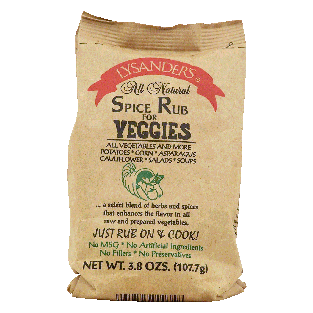 LYSANDER'S
All Natural
SPICE RUB
FOR
VEGGIES
ALL VEGETABLES AND MORE
POTATOES * CORN * ASPARAGUS
CAULIFLOWER * SALADS * SOUPS
... a select blend of herbs and spices
that enhances the flavor in all
raw and prepared vegetables.
JUST RUB ON & COOK!
No MSG * No Artificial Ingredients
No Fillers * No Preservatives
NET WT. 3.8 OZS. (107.7g)